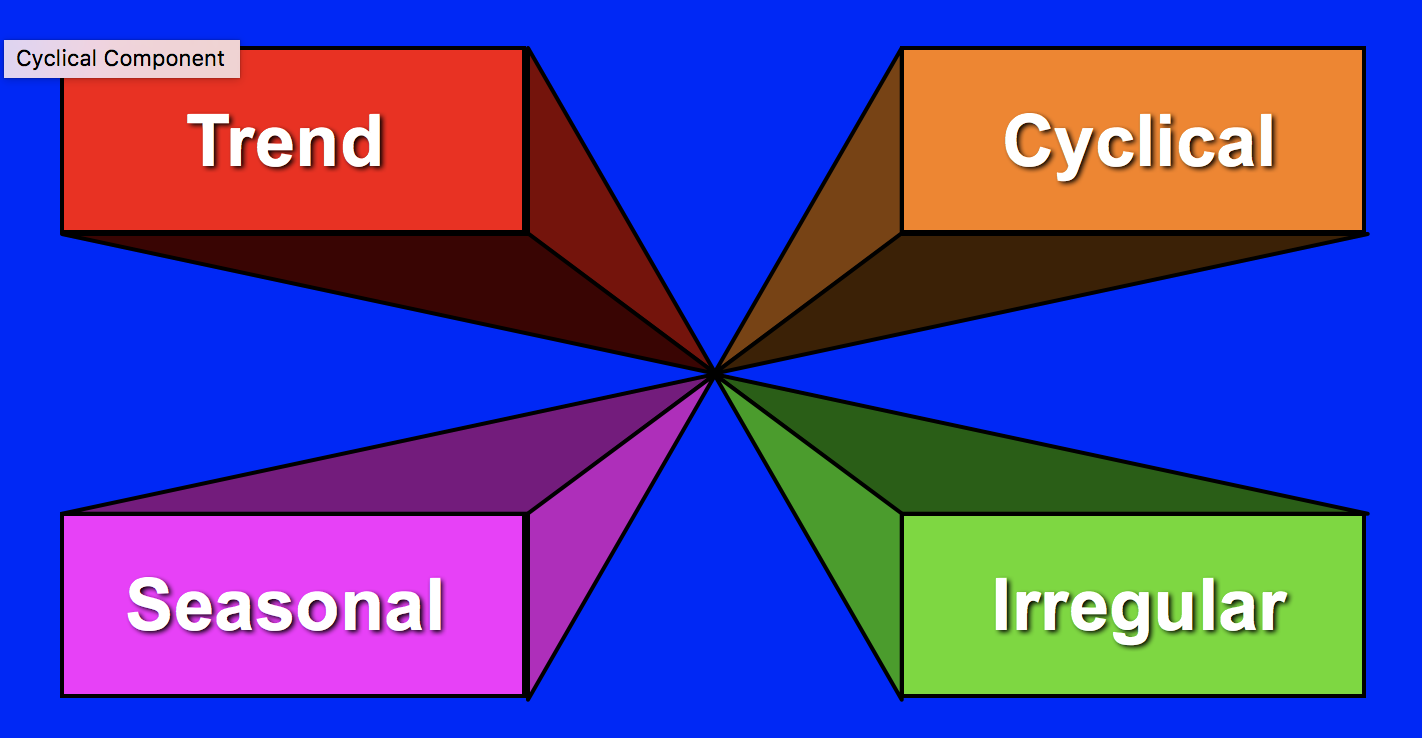 Cyclical Component
Trend
Cyclical
Seasonal
Irregular